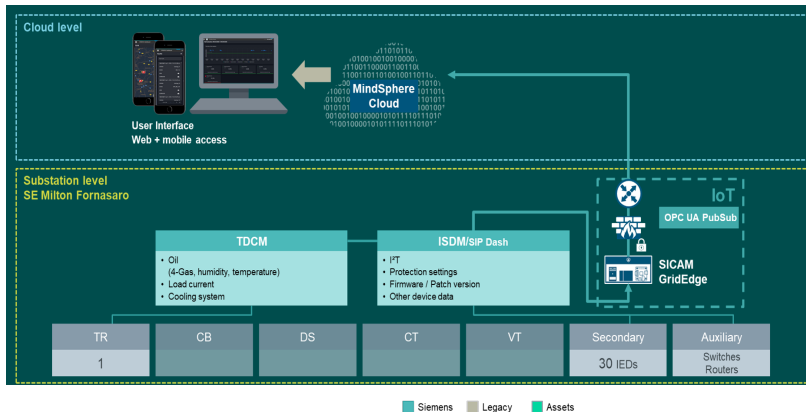 Cloud level
MindSphere
Cloud
User Interface
Web + mobile access
Substation level
SE Milton Fornasaro
IoT
OPC UA PubSub
SICAM
GridEdge
TDCM
• Oil
(4-Gas, humidity, temperature)
• Load current
• Cooling system
ISDM/SIP Dash
• I²T
• Protection settings
• Firmware / Patch version
• Other device data
TR
1
CB
DS
CT
VT
Secondary
30 IEDs
Auxiliary
Switches
Routers
Siemens
Legacy
Assets